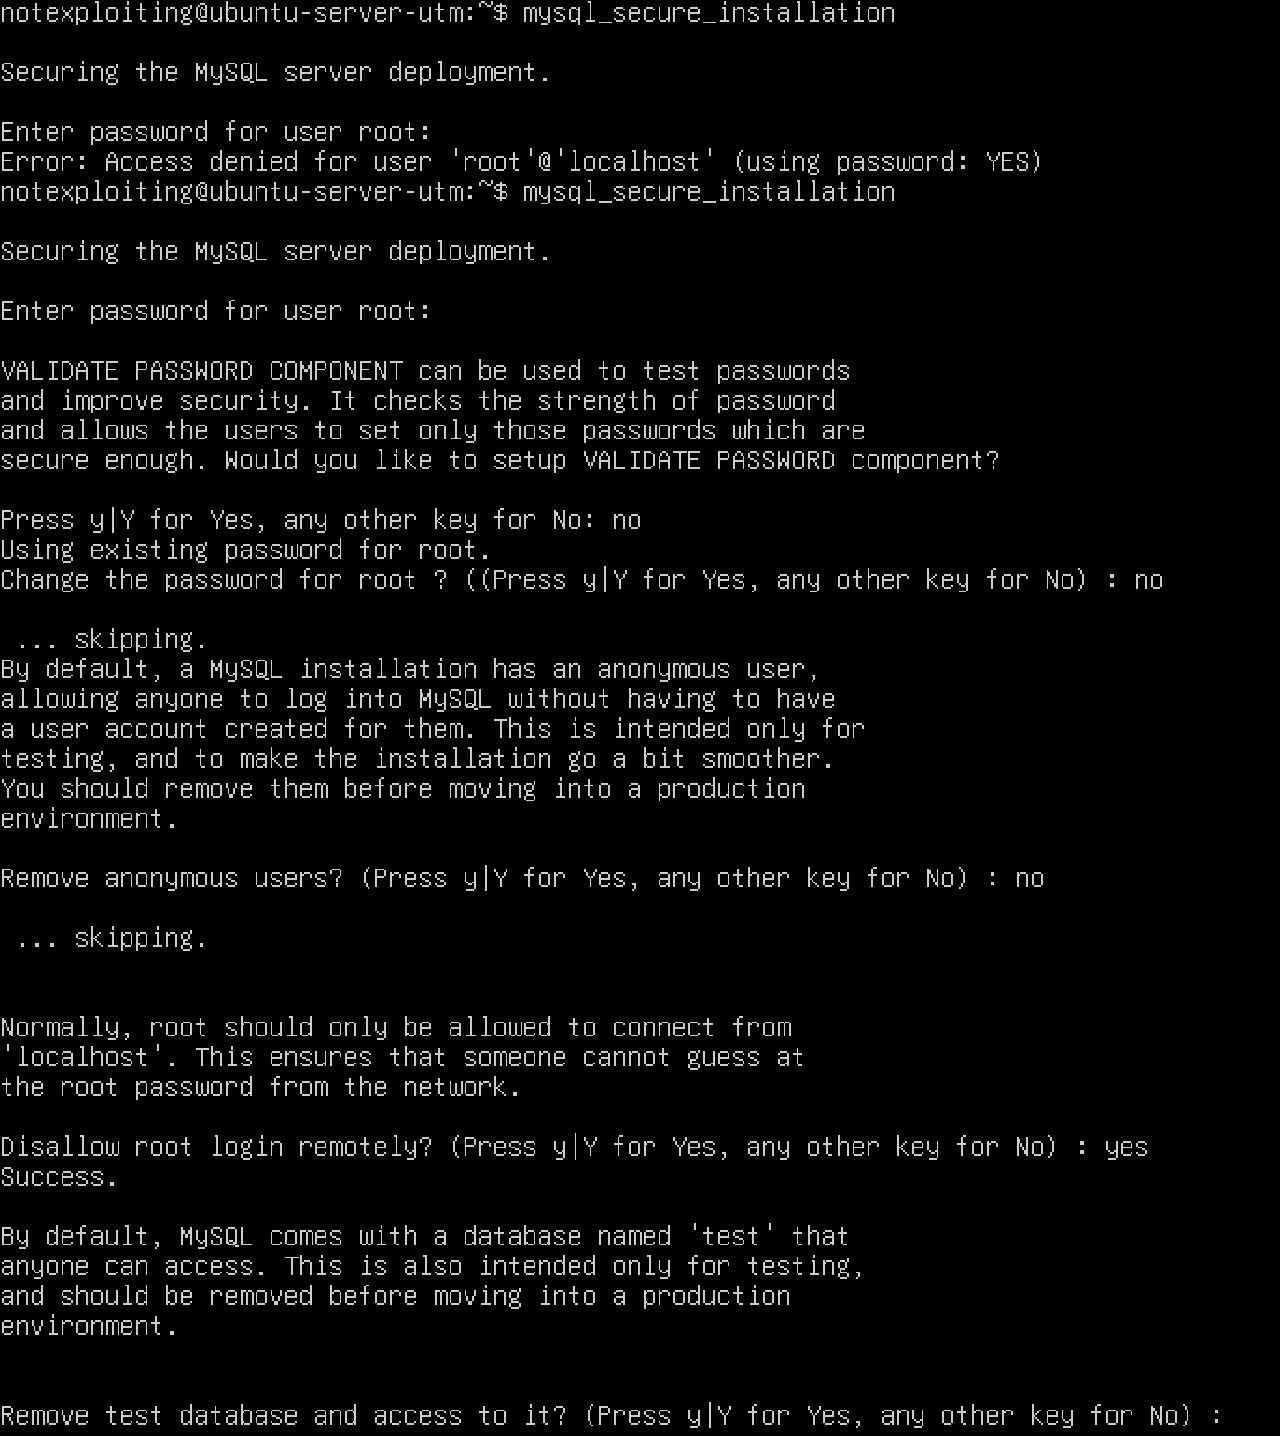 notexploiting@ubuntu-server-utm:~$ mysql_secure_installation
Securing the MySQL server deployment.
Enter password for user root:
Error: Access denied for user 'root'@'localhost' (using password: YES)
notexploiting@ubuntu-server-utm:~$ mysql_secure_installation
Securing the MySQL server deployment.
Enter password for user root:
VALIDATE PASSWORD COMPONENT can be used to test passwords
and improve security. It checks the strength of password
and allows the users to set only those passwords which are
secure enough. Would you like to setup VALIDATE PASSWORD component?
Press y|Y for Yes, any other key for No: no
Using existing password for root.
Change the password for root ? ((Press y|Y for Yes, any other key for No) : no
 ... skipping.
By default, a MySQL installation has an anonymous user,
allowing anyone to log into MySQL without having to have
a user account created for them. This is intended only for
testing, and to make the installation go a bit smoother.
You should remove them before moving into a production
environment.
Remove anonymous users? (Press y|Y for Yes, any other key for No) : no
 ... skipping.
Normally, root should only be allowed to connect from
'localhost'. This ensures that someone cannot guess at
the root password from the network.
Disallow root login remotely? (Press y|Y for Yes, any other key for No) : yes
Success.
By default, MySQL comes with a database named 'test' that
anyone can access. This is also intended only for testing,
and should be removed before moving into a production
environment.
Remove test database and access to it? (Press y|Y for Yes, any other key for No) :